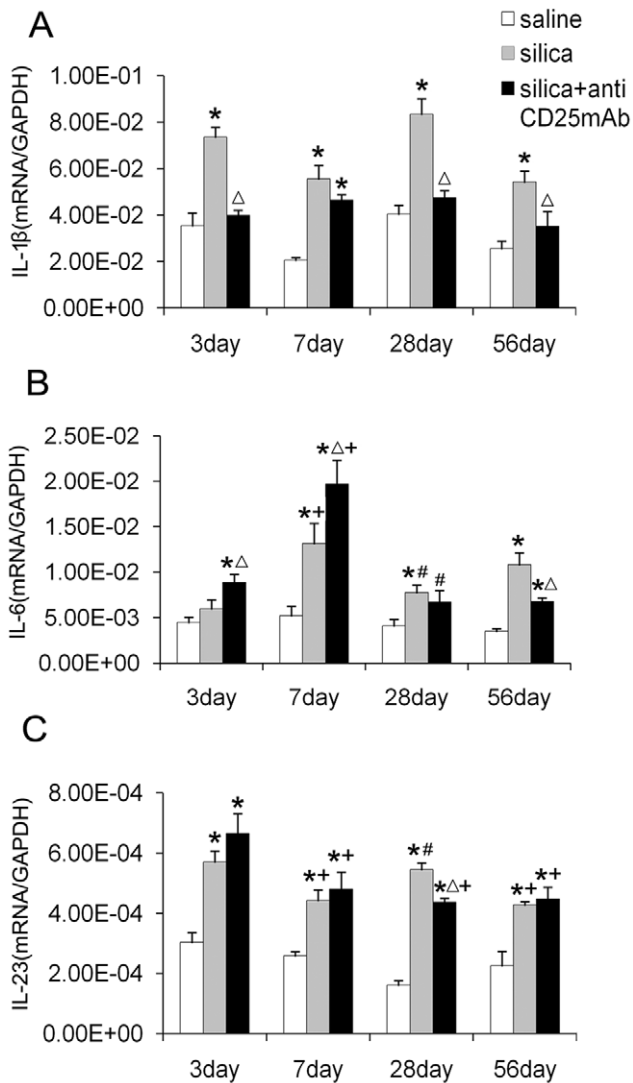 A
saline
silica
silica+anti
CD25mAb
IL-1β(mRNA/GAPDH)
1.00E-01
8.00E-02
6.00E-02
4.00E-02
2.00E-02
0.00E+00
*
△
*
*
*
△
*
△
3day 7day 28day 56day
B
IL-6(mRNA/GAPDH)
2.50E-02
2.00E-02
1.50E-02
1.00E-02
5.00E-03
0.00E+00
*△
*+
*△+
*#
#
*
*△
3day 7day 28day 56day
C
IL-23(mRNA/GAPDH)
8.00E-04
6.00E-04
4.00E-04
2.00E-04
0.00E+00
*
*
*+
*+
*#
*△+
*+
*+
3day 7day 28day 56day